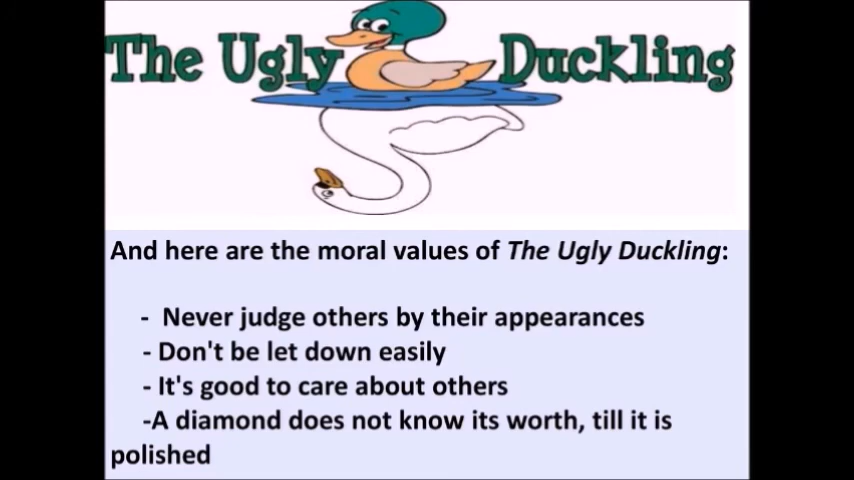 The Ugly Duckling
And here are the moral values of The Ugly Duckling:
- Never judge others by their appearances
- Don't be let down easily
- It's good to care about others
-A diamond does not know its worth, till it is
polished